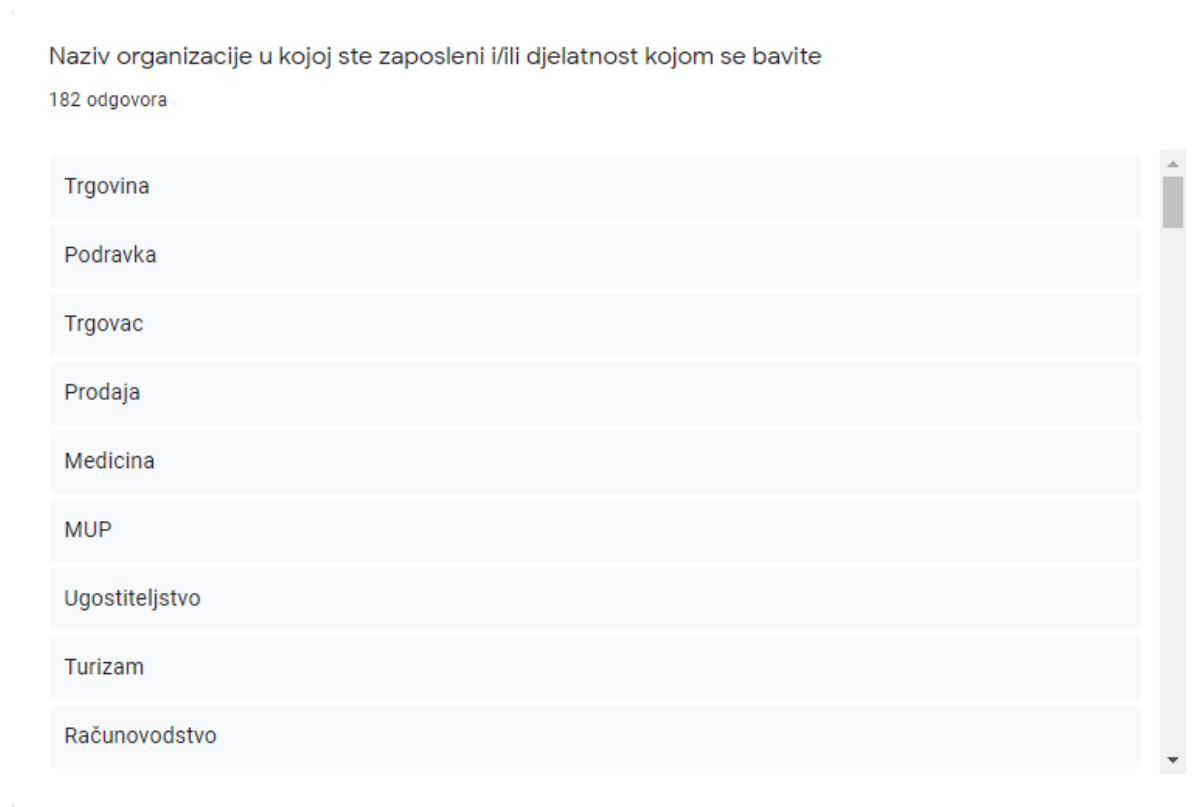 Naziv organizacije u kojoj ste zaposleni i/ili djelatnost kojom se bavite
182 odgovora
Trgovina
Podravka
Trgovac
Prodaja
Medicina
MUP
Ugostiteljstvo
Turizam
Računovodstvo